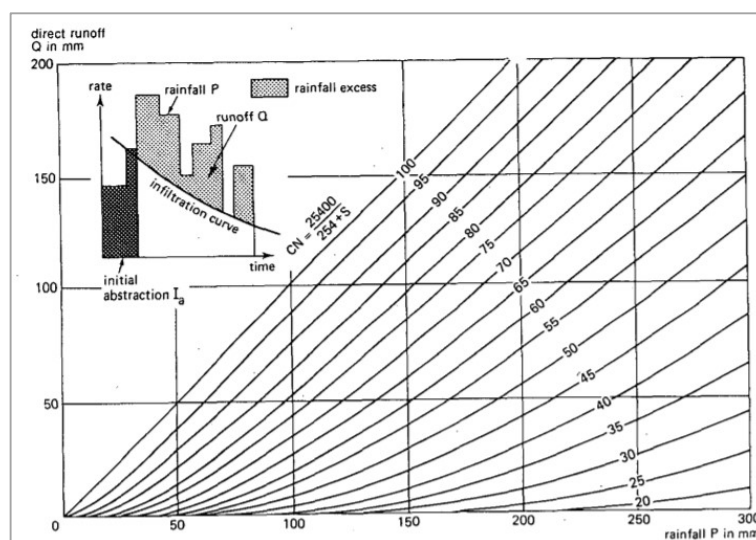 direct runoff
Q in mm
200
150
100
50
0
rate
rainfall P
rainfall excess
runoff Q
infiltration curve
time
initial
abstraction Iₐ
CN = 25400
254 + S
100
95
90
85
80
75
70
65
60
55
50
45
40
35
30
25
20
50
100
150
200
250
300
rainfall P in mm